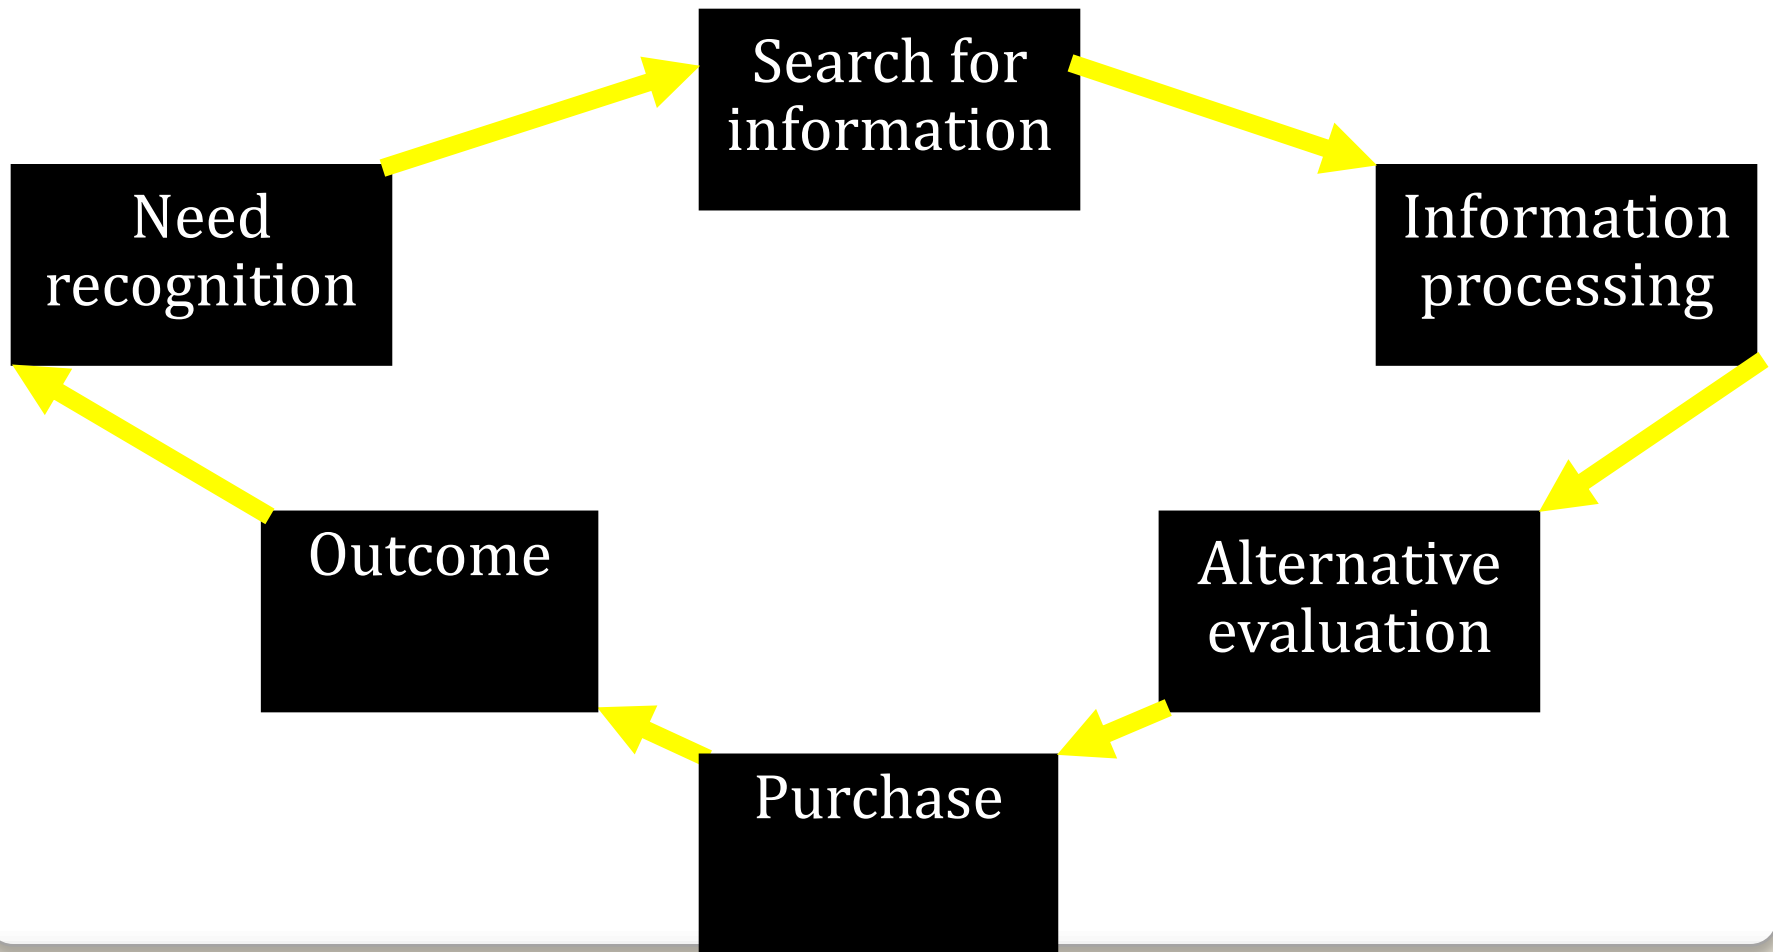 Search for
information
Need
recognition
Information
processing
Outcome
Alternative
evaluation
Purchase